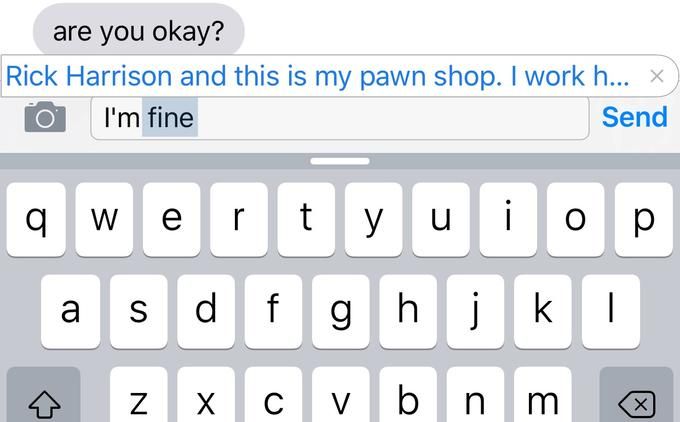 are you okay?
Rick Harrison and this is my pawn shop. I work h...
I'm fine
Send
q w e r t y u i o p
a s d f g h j k l
z x c v b n m